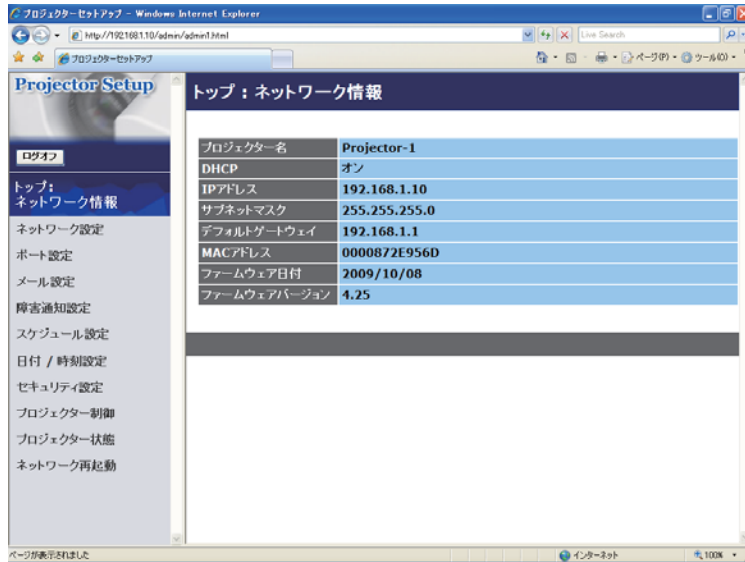 プロジェクターセットアップ - Windows Internet Explorer
http://192.168.1.10/admin/admin1.html
Live Search
プロジェクターセットアップ
ページ(P)
ツール(O)
Projector Setup
ログオフ
トップ:
ネットワーク情報
ネットワーク設定
ポート設定
メール設定
障害通知設定
スケジュール設定
日付 / 時刻設定
セキュリティ設定
プロジェクター制御
プロジェクター状態
ネットワーク再起動
トップ:ネットワーク情報
プロジェクター名 Projector-1
DHCP オン
IPアドレス 192.168.1.10
サブネットマスク 255.255.255.0
デフォルトゲートウェイ 192.168.1.1
MACアドレス 0000872E956D
ファームウェア日付 2009/10/08
ファームウェアバージョン 4.25
ページが表示されました
インターネット
100%